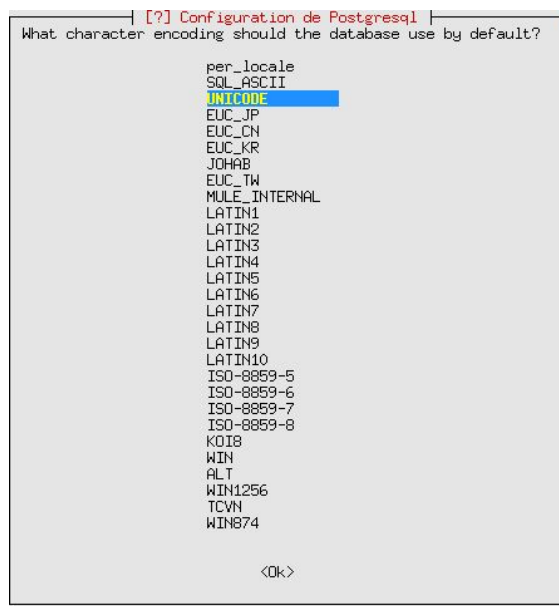 [?] Configuration de Postgresql
What character encoding should the database use by default?
per_locale
SQL_ASCII
UNICODE
EUC_JP
EUC_CN
EUC_KR
JOHAB
EUC_TW
MULE_INTERNAL
LATIN1
LATIN2
LATIN3
LATIN4
LATIN5
LATIN6
LATIN7
LATIN8
LATIN9
LATIN10
ISO-8859-5
ISO-8859-6
ISO-8859-7
ISO-8859-8
KOI8
WIN
ALT
WIN1256
TCVN
WIN874
<Ok>